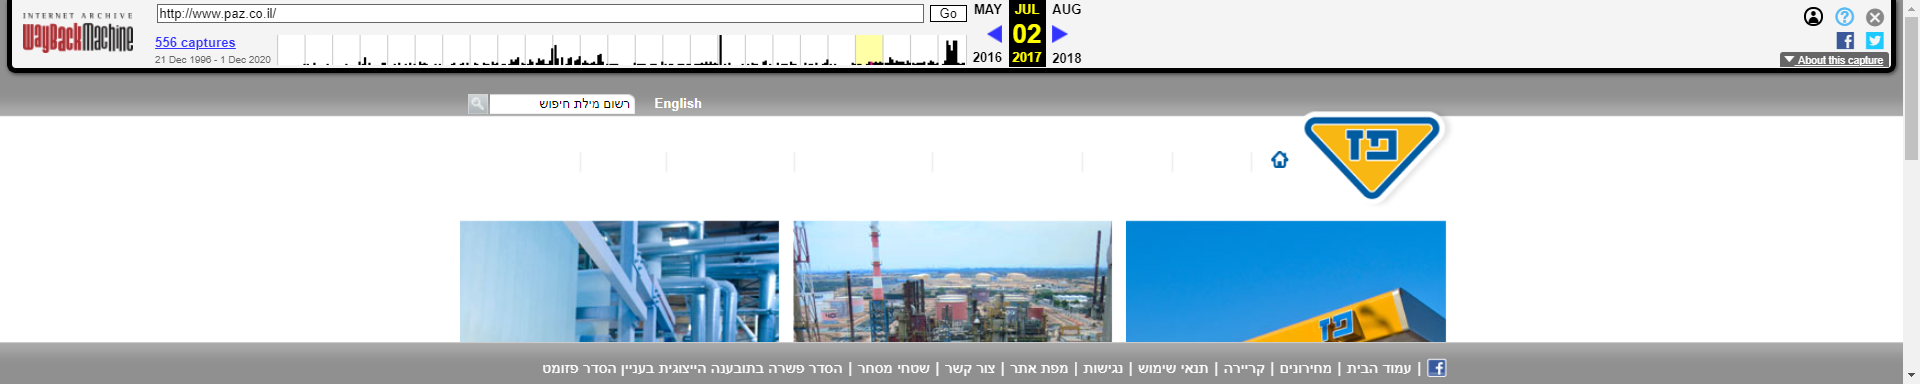 INTERNET ARCHIVE
WayBackMachine
http://www.paz.co.il/
Go
556 captures
21 Dec 1996 - 1 Dec 2020
MAY JUL AUG
02
2016 2017 2018
About this capture
רשום מילת חיפוש
English
פז
פז
| עמוד הבית | מחירונים | קריירה | תנאי שימוש | נגישות | מפת אתר | צור קשר | שטחי מסחר | הסדר פשרה בתובענה הייצוגית בעניין הסדר פזומט